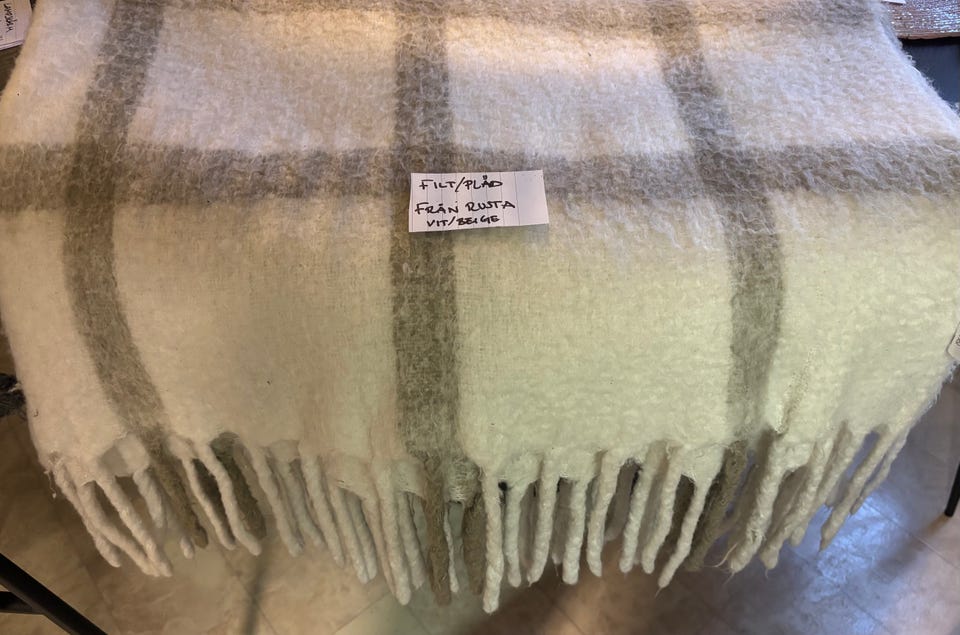 FILT/PLÄD
FRÅN RUSTA
VIT/BEIGE